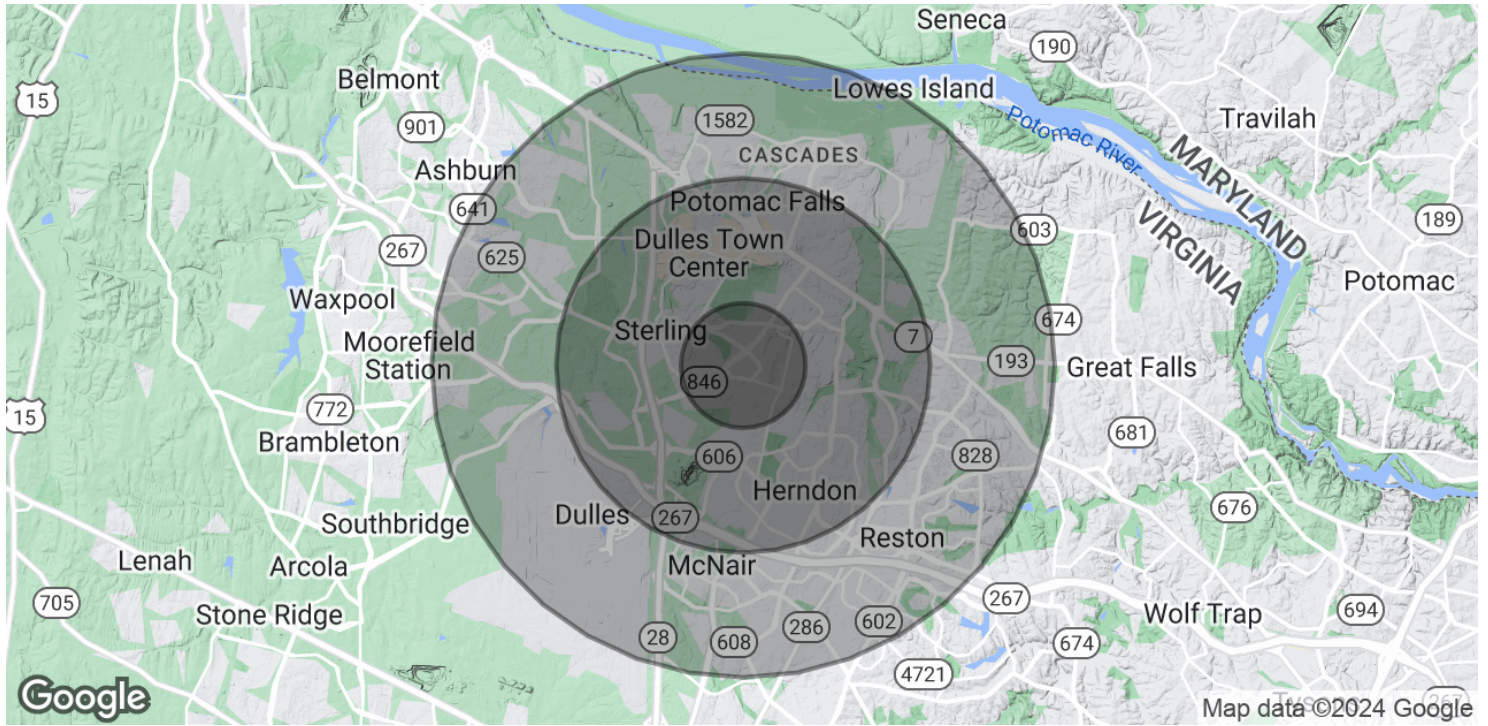 Seneca
190
15
Belmont
Lowes Island
901
1582
Travilah
Potomac River
CASCADES
MARYLAND
Ashburn
641
Potomac Falls
189
603
VIRGINIA
Dulles Town
Center
267
625
Potomac
Waxpool
674
Sterling
7
Moorefield
Station
193
Great Falls
846
772
15
681
Brambleton
606
828
Herndon
676
Dulles
267
Southbridge
Reston
Lenah
Arcola
McNair
705
267
Stone Ridge
Wolf Trap
694
28
608
286
602
674
4721
Google
Tysons
267
Map data ©2024 Google